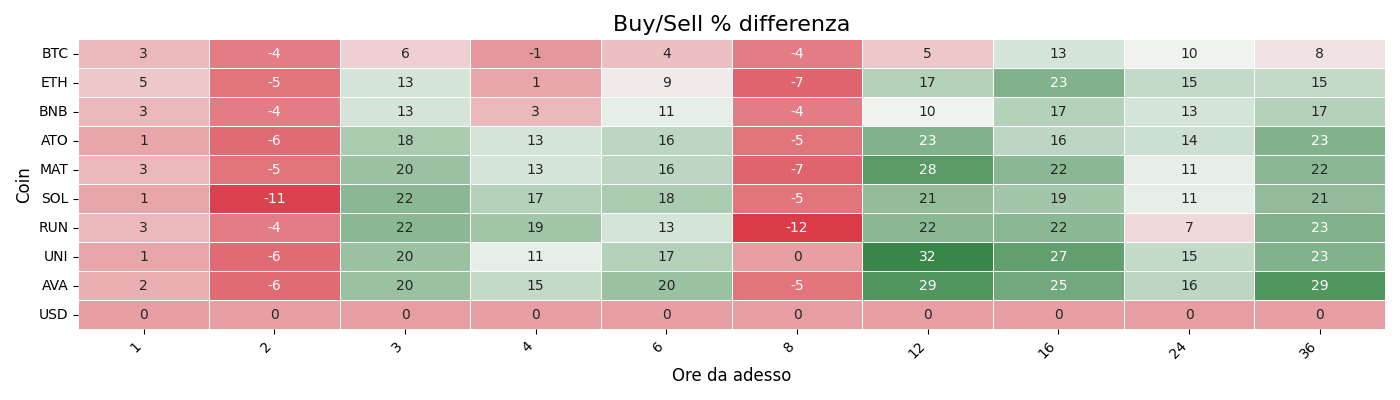 Buy/Sell % differenza
Coin
BTC 3 -4 6 -1 4 -4 5 13 10 8
ETH 5 -5 13 1 9 -7 17 23 15 15
BNB 3 -4 13 3 11 -4 10 17 13 17
ATO 1 -6 18 13 16 -5 23 16 14 23
MAT 3 -5 20 13 16 -7 28 22 11 22
SOL 1 -11 22 17 18 -5 21 19 11 21
RUN 3 -4 22 19 13 -12 22 22 7 23
UNI 1 -6 20 11 17 0 32 27 15 23
AVA 2 -6 20 15 20 -5 29 25 16 29
USD 0 0 0 0 0 0 0 0 0 0
1 2 3 4 6 8 12 16 24 36
Ore da adesso